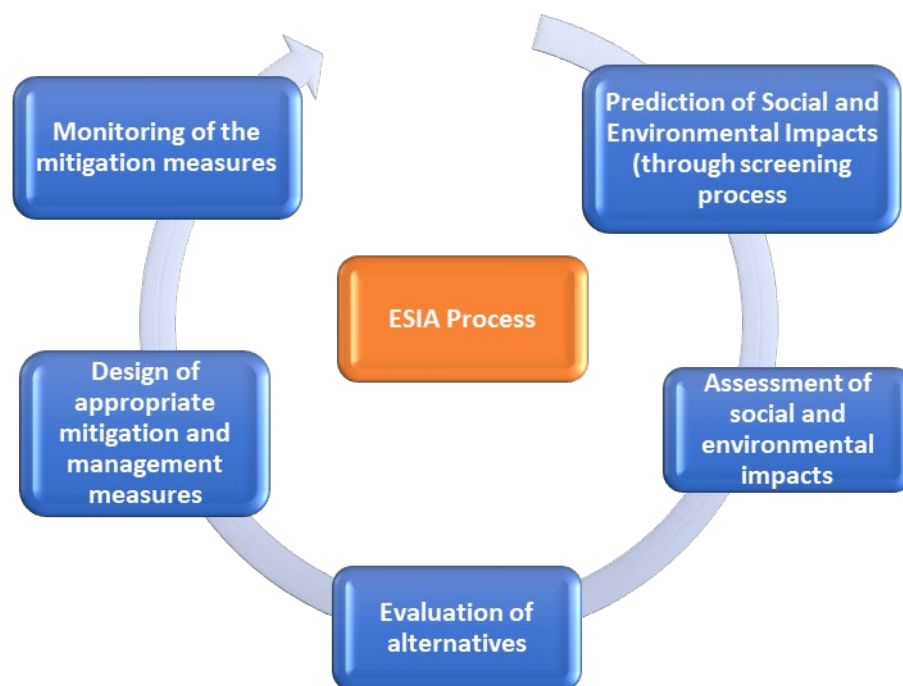 Prediction of Social and
Environmental Impacts
(through screening
process
Assessment of
social and
environmental
impacts
Evaluation of
alternatives
Design of
appropriate
mitigation and
management
measures
Monitoring of the
mitigation measures
ESIA Process